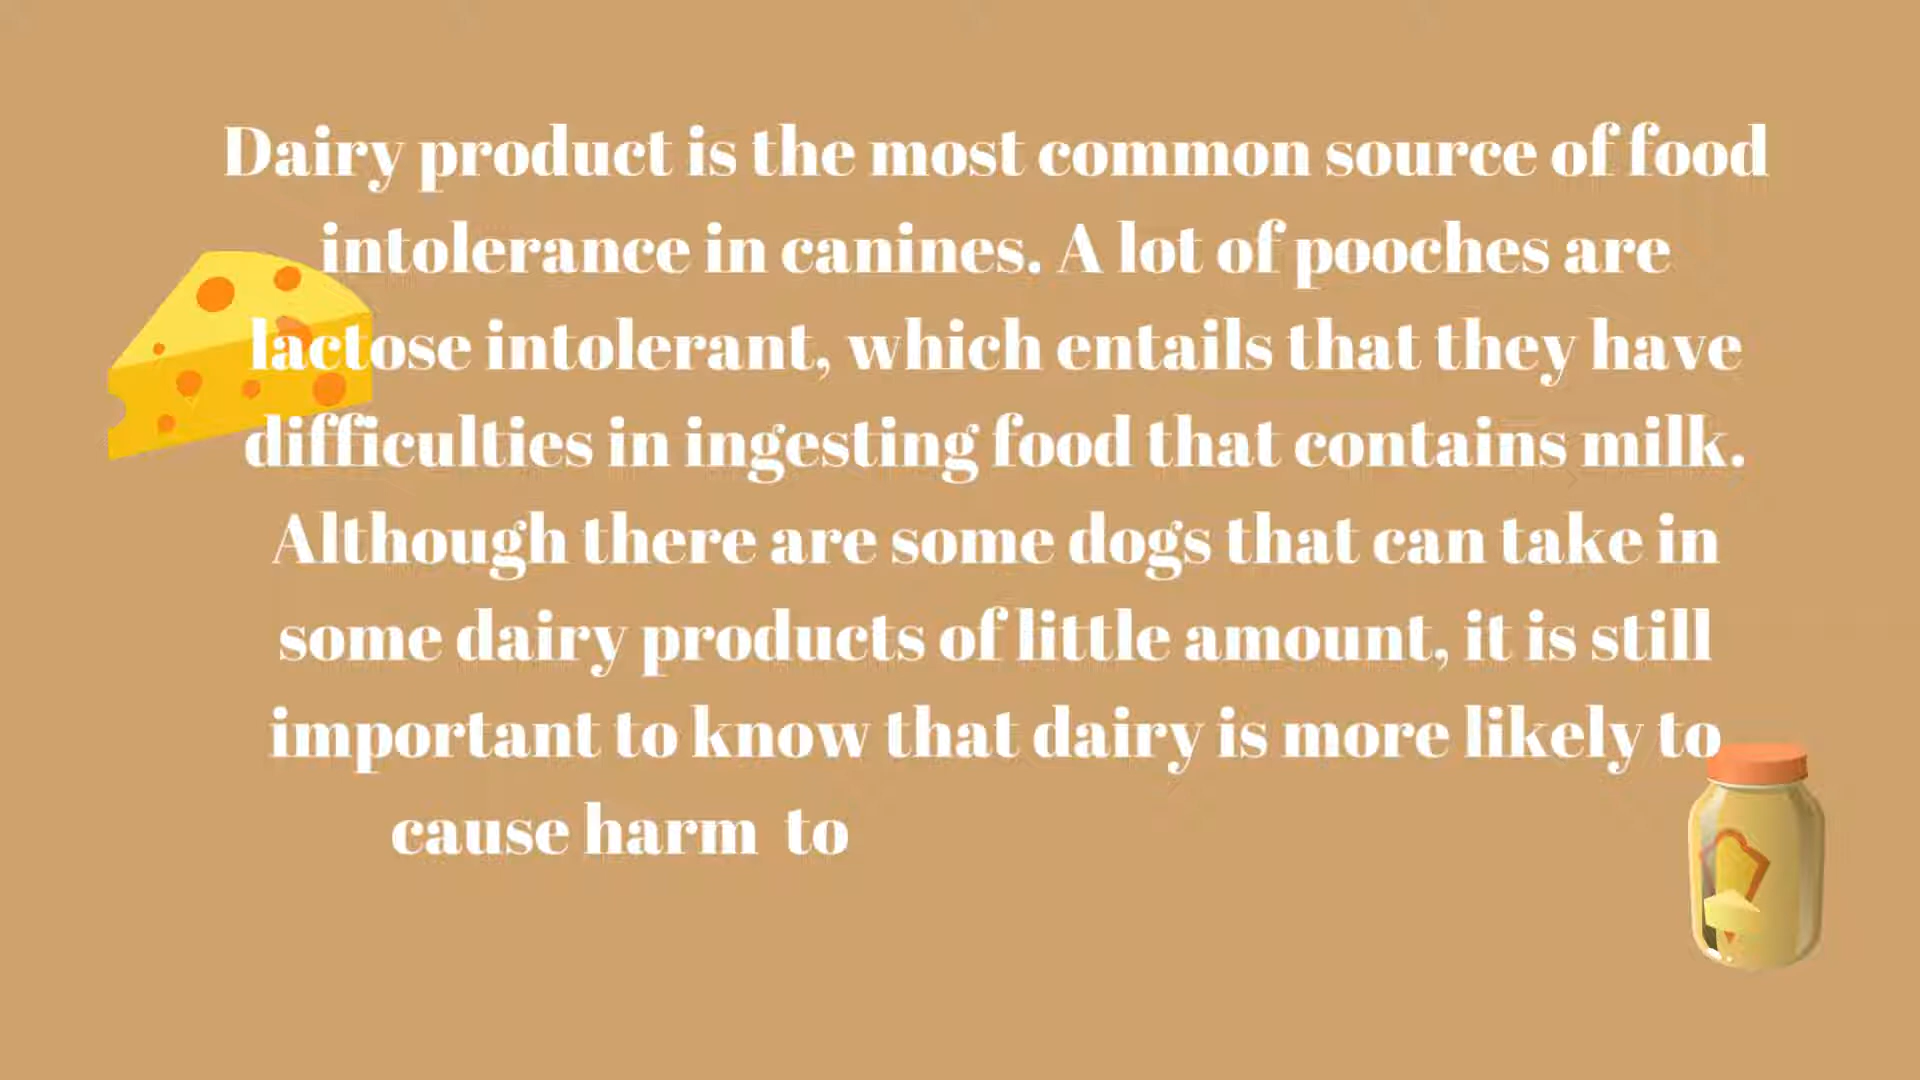 Dairy product is the most common source of food
intolerance in canines. A lot of pooches are
lactose intolerant, which entails that they have
difficulties in ingesting food that contains milk.
Although there are some dogs that can take in
some dairy products of little amount, it is still
important to know that dairy is more likely to
cause harm  to